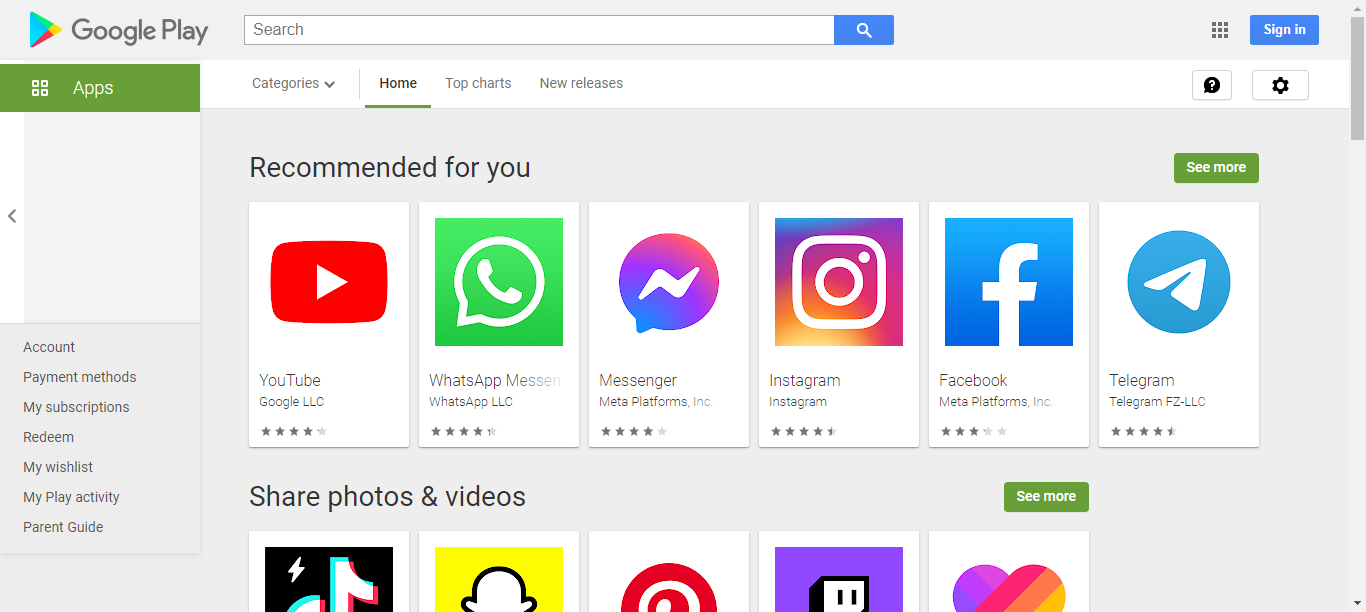 Google Play
Search
Sign in
Apps
Categories
Home
Top charts
New releases
Recommended for you
See more
YouTube
Google LLC
WhatsApp Messen
WhatsApp LLC
Messenger
Meta Platforms, Inc.
Instagram
Instagram
Facebook
Meta Platforms, Inc.
Telegram
Telegram FZ-LLC
Account
Payment methods
My subscriptions
Redeem
My wishlist
My Play activity
Parent Guide
Share photos & videos
See more